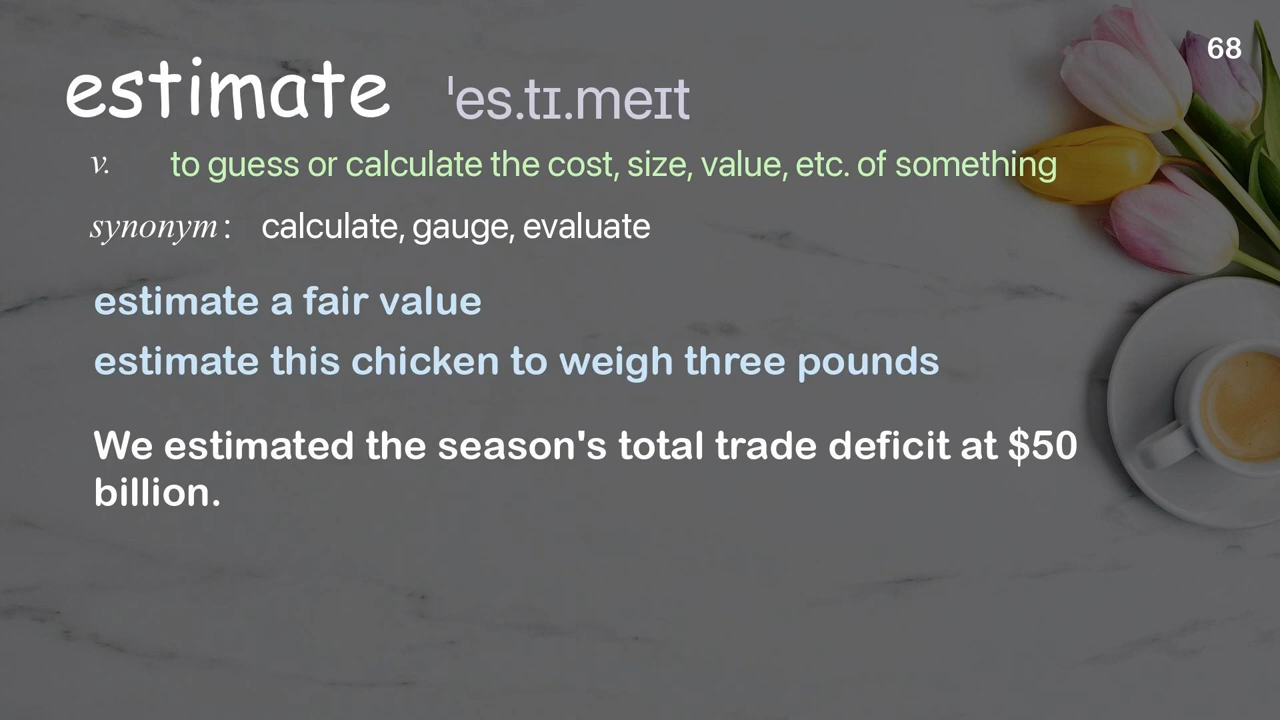 68
estimate ˈes.tɪ.meɪt
v. to guess or calculate the cost, size, value, etc. of something
synonym : calculate, gauge, evaluate
estimate a fair value
estimate this chicken to weigh three pounds
We estimated the season's total trade deficit at $50
billion.